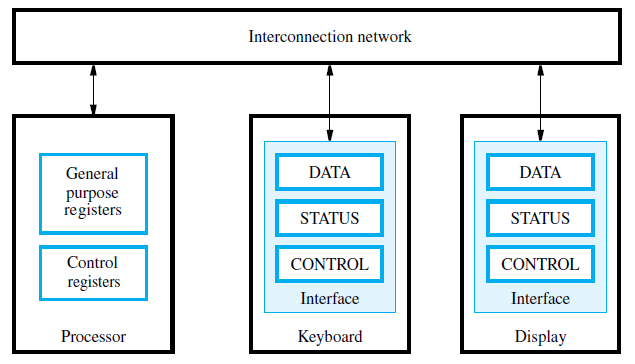 Interconnection network
General
purpose
registers
Control
registers
Processor
DATA
STATUS
CONTROL
Interface
Keyboard
DATA
STATUS
CONTROL
Interface
Display